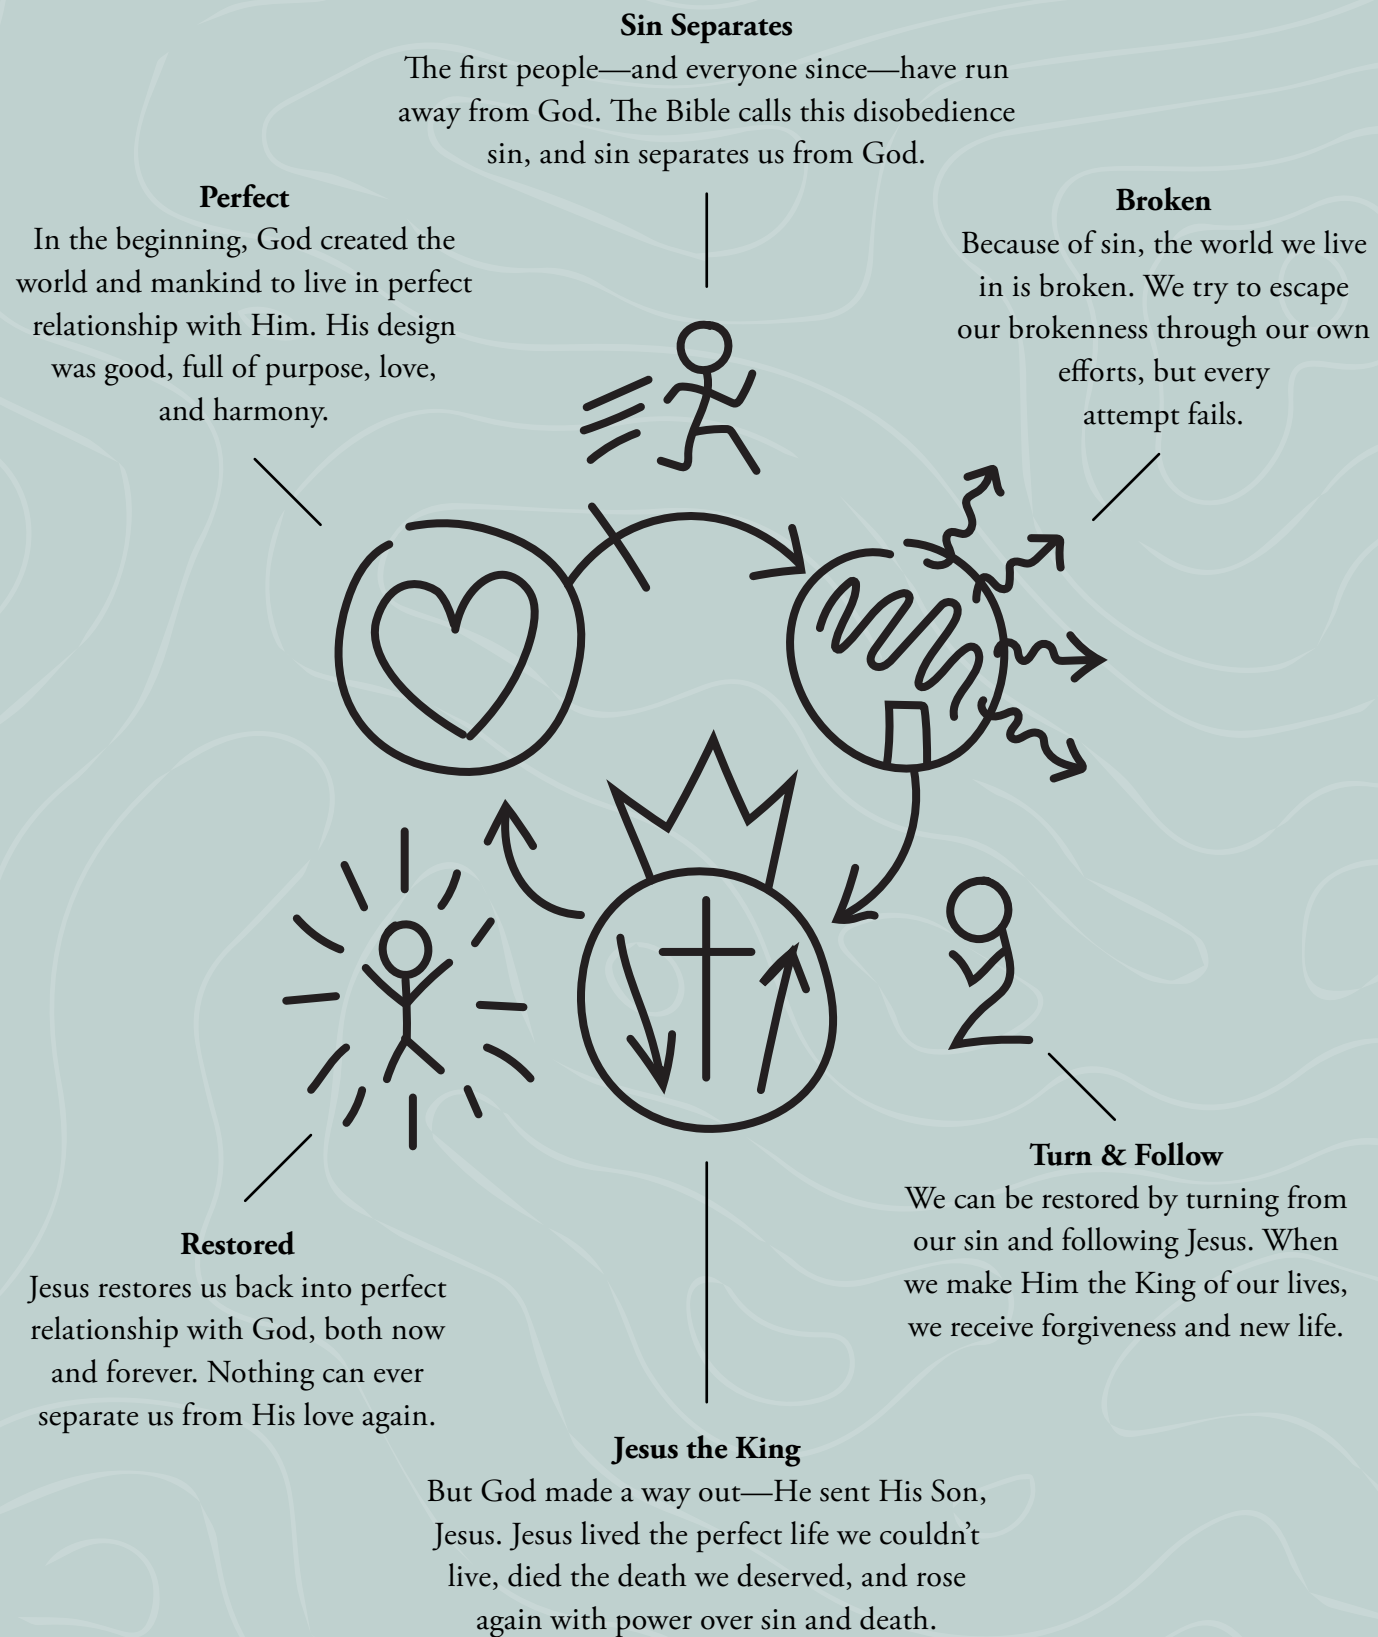 Sin Separates
The first people—and everyone since—have run
away from God. The Bible calls this disobedience
sin, and sin separates us from God.
Perfect
In the beginning, God created the
world and mankind to live in perfect
relationship with Him. His design
was good, full of purpose, love,
and harmony.
Broken
Because of sin, the world we live
in is broken. We try to escape
our brokenness through our own
efforts, but every
attempt fails.
Turn & Follow
We can be restored by turning from
our sin and following Jesus. When
we make Him the King of our lives,
we receive forgiveness and new life.
Restored
Jesus restores us back into perfect
relationship with God, both now
and forever. Nothing can ever
separate us from His love again.
Jesus the King
But God made a way out—He sent His Son,
Jesus. Jesus lived the perfect life we couldn’t
live, died the death we deserved, and rose
again with power over sin and death.